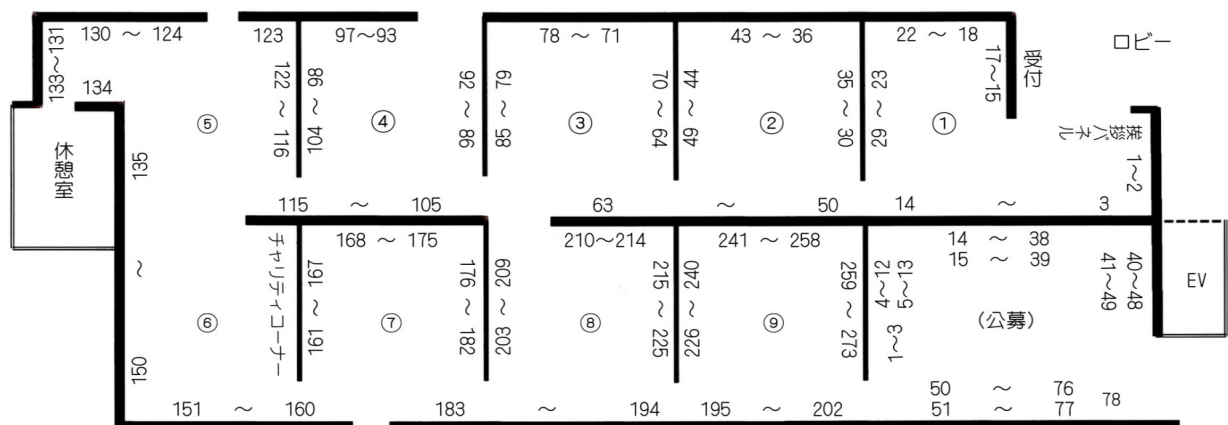 130 ～ 124
123
97～93
78 ～ 71
43 ～ 36
22 ～ 18
ロビー
133～131
134
122 ～ 116
98 ～ 104
92 ～ 86
79 ～ 85
70 ～ 64
44 ～ 49
35 ～ 30
23 ～ 29
17～15
受付
⑤
④
③
②
①
挨拶パネル
1～2
休憩室
135 ～ 150
115 ～ 105
63 ～ 50
14 ～ 3
チャリティコーナー
168 ～ 175
210～214
241 ～ 258
14 ～ 38
15 ～ 39
40～48
41～49
EV
161 ～ 167
176 ～ 182
203 ～ 209
215 ～ 225
226 ～ 240
259 ～ 273
4～12
5～13
1～3
⑥
⑦
⑧
⑨
(公募)
151 ～ 160
183 ～ 194
195 ～ 202
50 ～ 76
51 ～ 77
78